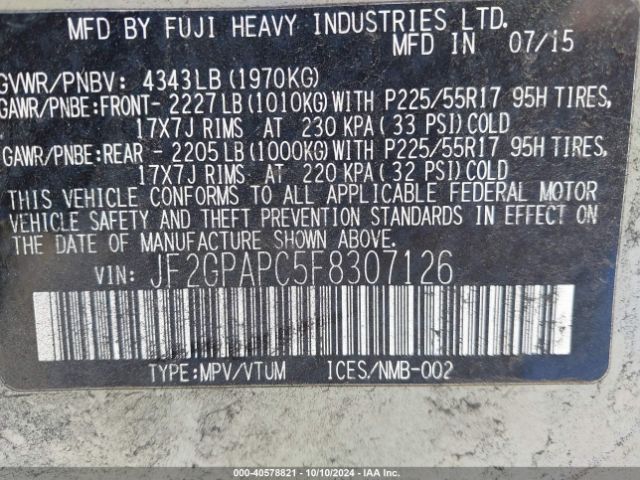 MFD BY FUJI HEAVY INDUSTRIES LTD.
MFD IN 07/15
GVWR/PNBV: 4343LB(1970KG)
GAWR/PNBE:FRONT- 2227LB(1010KG)WITH P225/55R17 95H TIRES,
17X7J RIMS AT 230 KPA(33 PSI)COLD
GAWR/PNBE:REAR - 2205LB(1000KG)WITH P225/55R17 95H TIRES,
17X7J RIMS AT 220 KPA(32 PSI)COLD
THIS VEHICLE CONFORMS TO ALL APPLICABLE FEDERAL MOTOR
VEHICLE SAFETY AND THEFT PREVENTION STANDARDS IN EFFECT ON
THE DATE OF MANUFACTURE SHOWN ABOVE.
VIN: JF2GPAPC5F8307126
TYPE:MPV/VTUM ICES/NMB-002
000-40578821 - 10/10/2024 - IAA Inc.